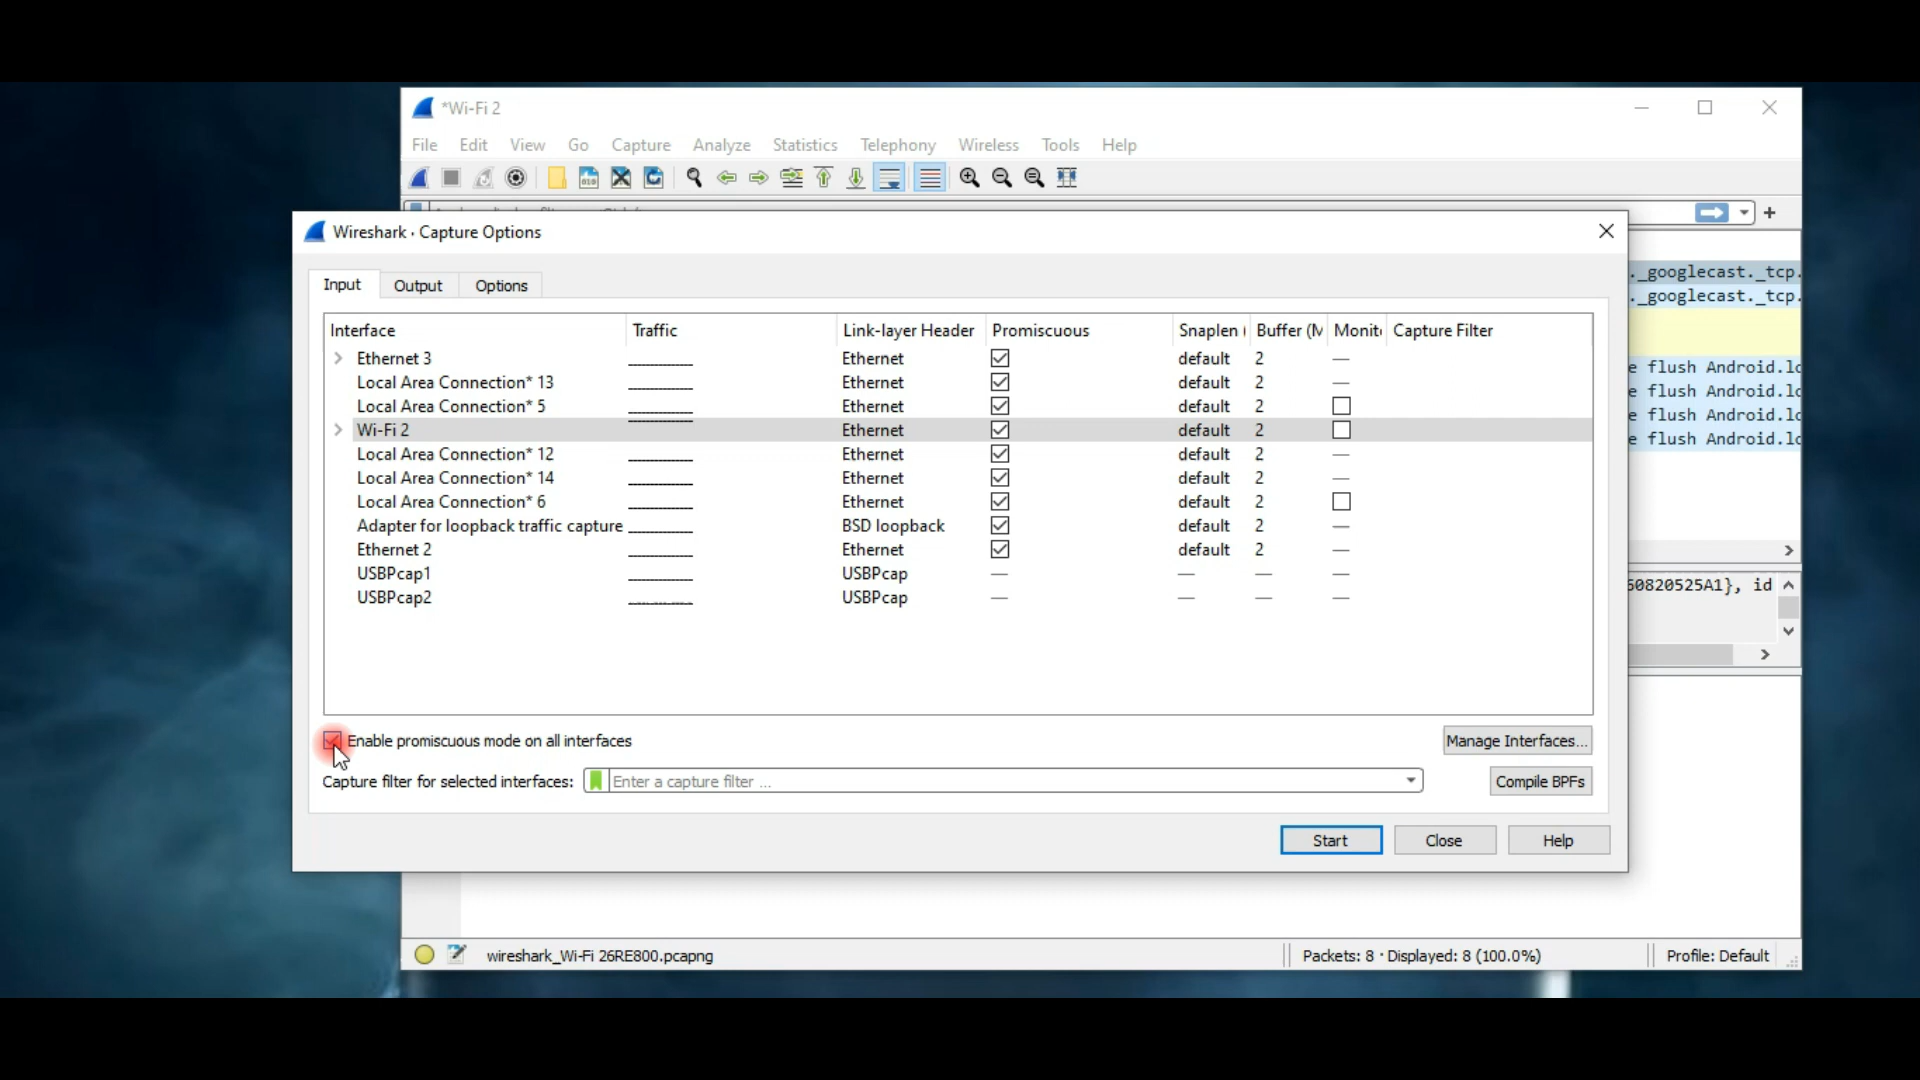 *Wi-Fi 2
File Edit View Go Capture Analyze Statistics Telephony Wireless Tools Help
Wireshark · Capture Options
._googlecast._tcp.
._googlecast._tcp.
Input Output Options
Interface Traffic Link-layer Header Promiscuous Snaplen Buffer (M Monit Capture Filter
Ethernet 3 Ethernet default 2 —
Local Area Connection* 13 Ethernet default 2 —
e flush Android.lo
Local Area Connection* 5 Ethernet default 2
e flush Android.lo
e flush Android.lo
Wi-Fi 2 Ethernet default 2
e flush Android.lo
Local Area Connection* 12 Ethernet default 2 —
Local Area Connection* 14 Ethernet default 2 —
Local Area Connection* 6 Ethernet default 2
Adapter for loopback traffic capture BSD loopback default 2 —
Ethernet 2 Ethernet default 2 —
USBPcap1 USBPcap — — — —
60820525A1}, id
USBPcap2 USBPcap — — — —
Enable promiscuous mode on all interfaces Manage Interfaces...
Capture filter for selected interfaces: Enter a capture filter ... Compile BPFs
Start Close Help
wireshark_Wi-Fi 26RE800.pcapng Packets: 8 · Displayed: 8 (100.0%) Profile: Default